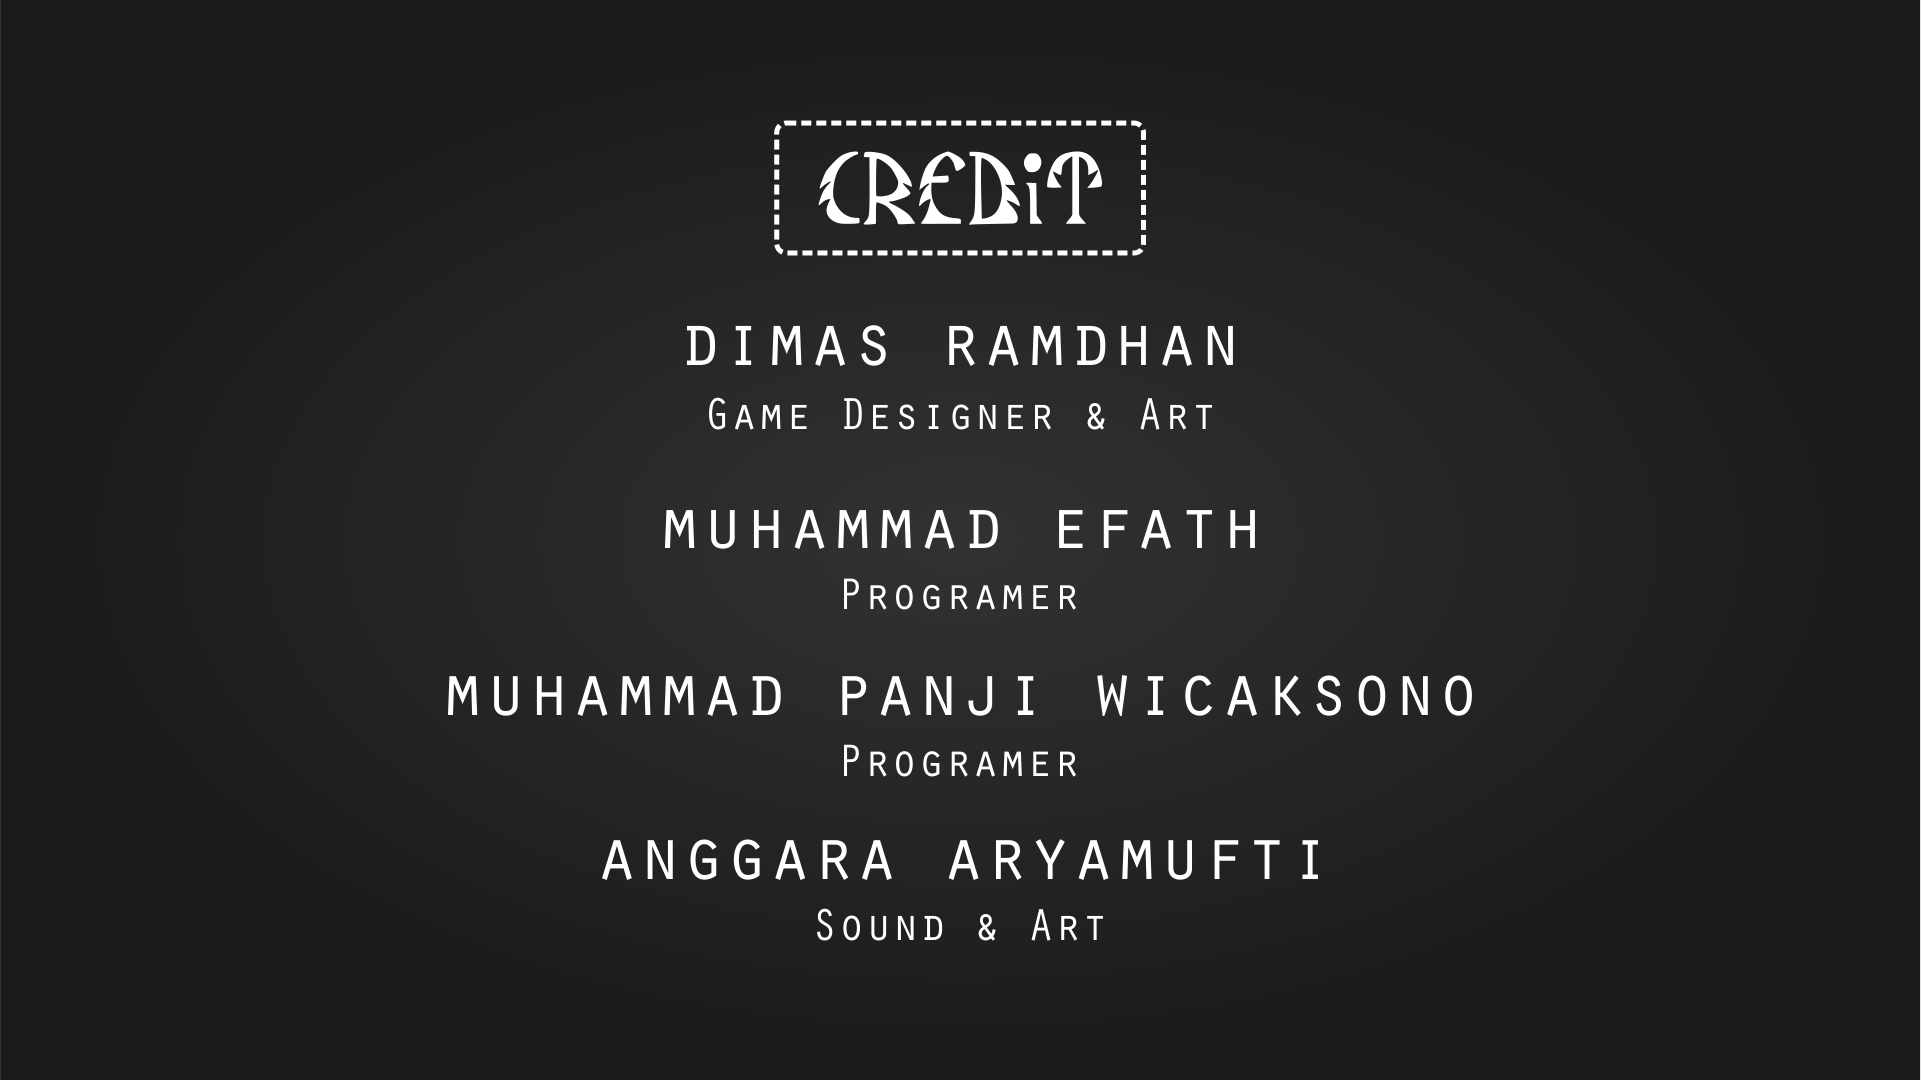 CREDiT
DIMAS RAMDHAN
Game Designer & Art
MUHAMMAD EFATH
Programer
MUHAMMAD PANJI WICAKSONO
Programer
ANGGARA ARYAMUFTI
Sound & Art